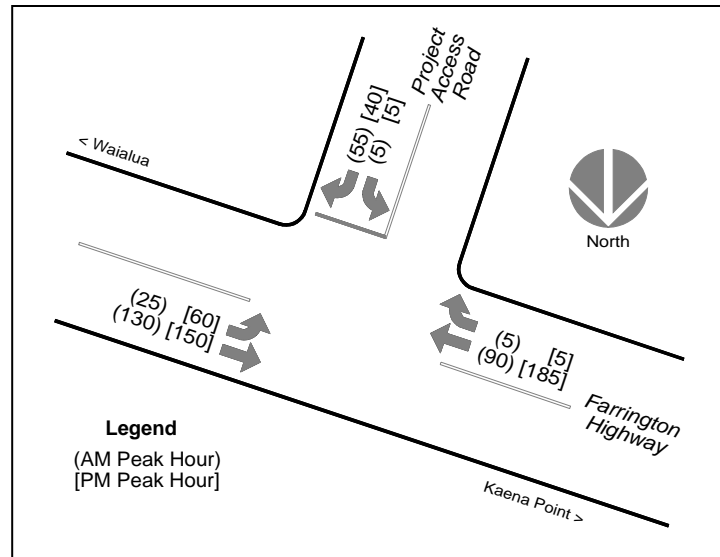 Project
Access
Road
(55) [40]
(5) [5]
< Waialua
North
(25) [60]
(130) [150]
(5) [5]
(90) [185]
Farrington
Highway
Legend
(AM Peak Hour)
[PM Peak Hour]
Kaena Point >